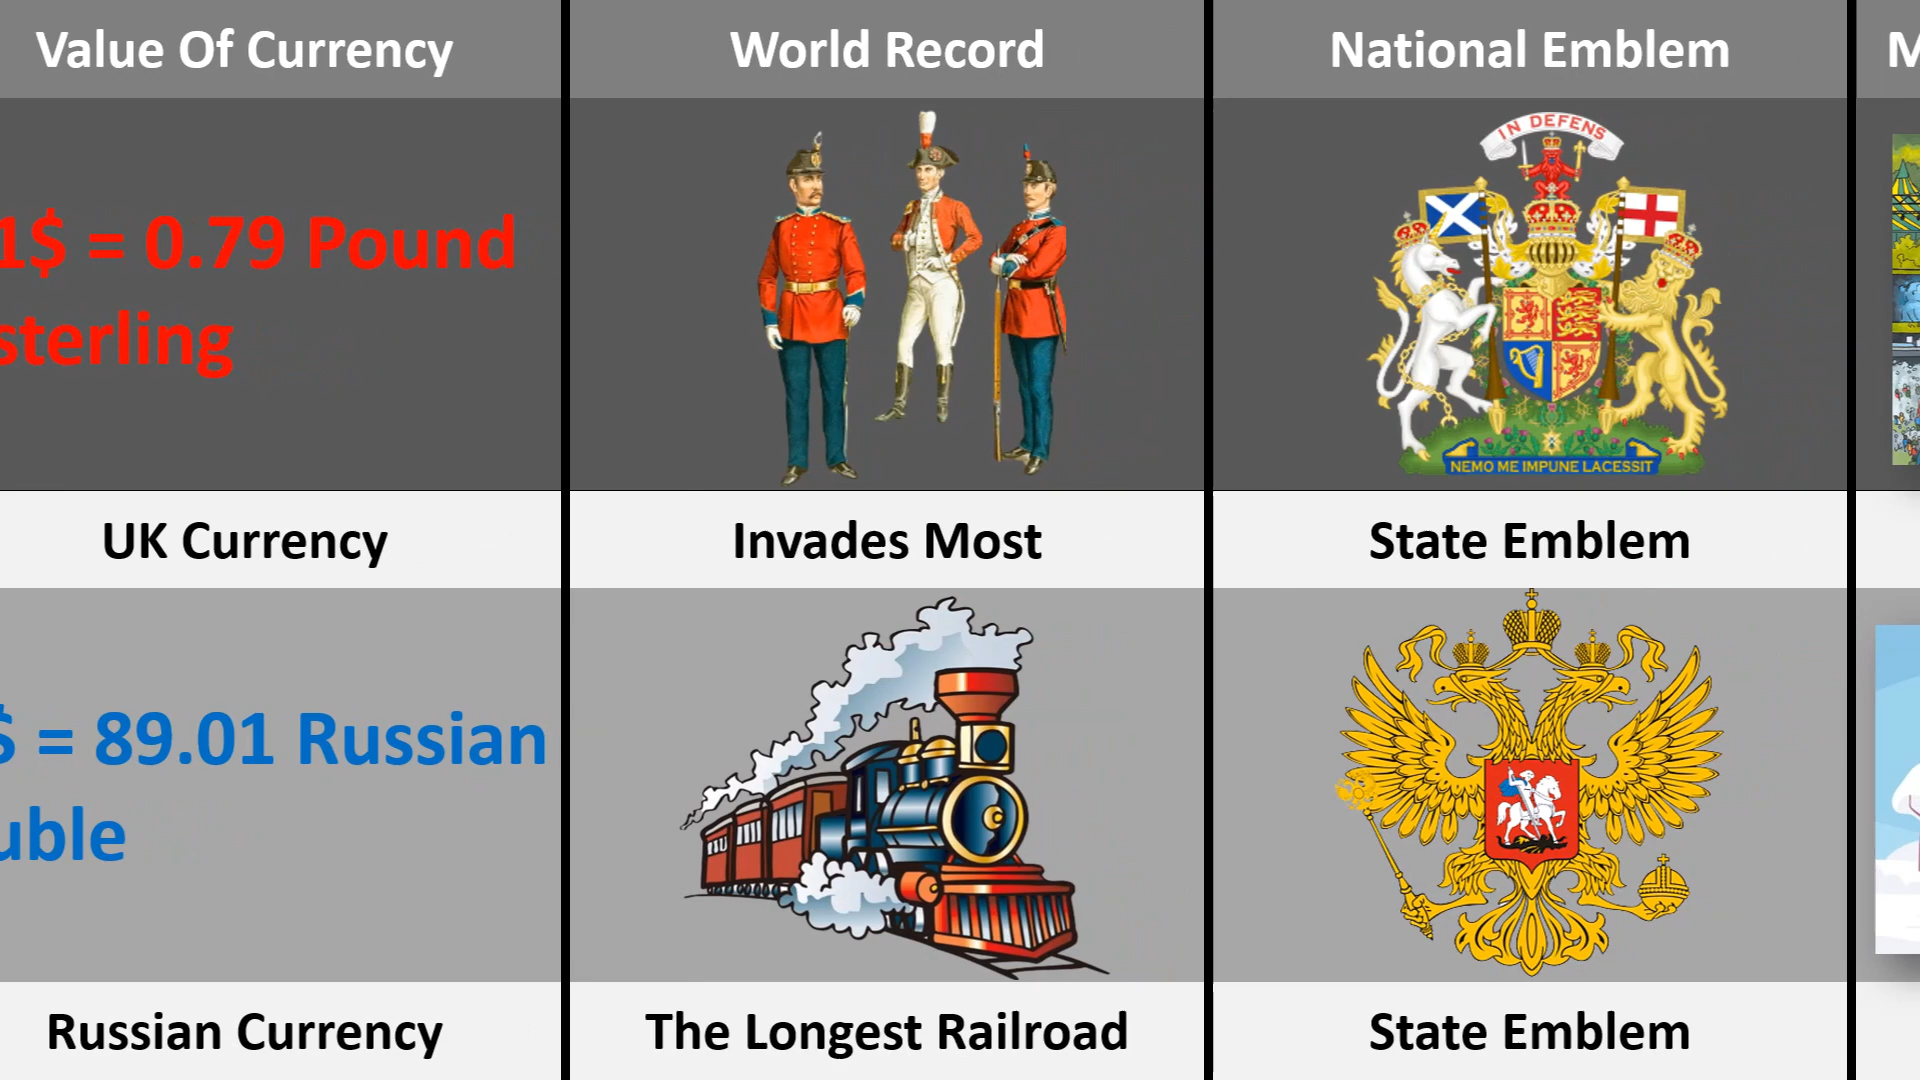 Value Of Currency
World Record
National Emblem
M
IN DEFENS
1$ = 0.79 Pound
sterling
NEMO ME IMPUNE LACESSIT
UK Currency
Invades Most
State Emblem
$ = 89.01 Russian
uble
Russian Currency
The Longest Railroad
State Emblem